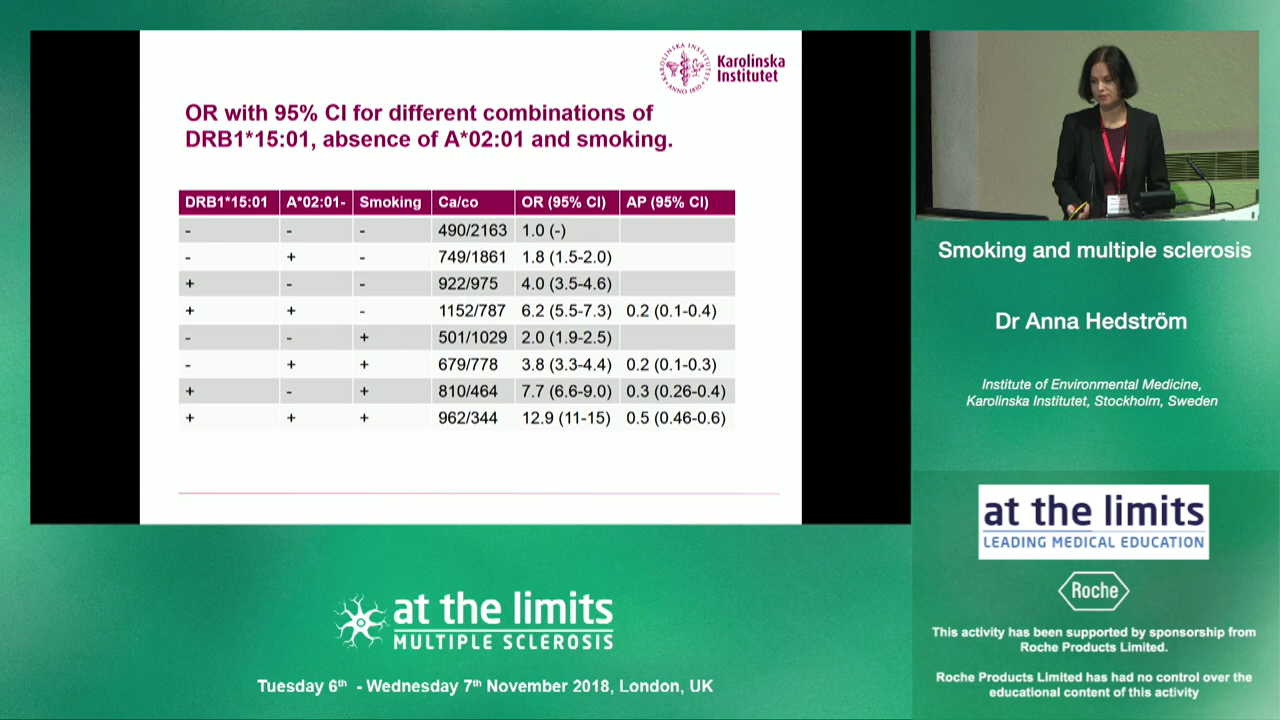 Karolinska
Institutet
KAROLINSKA INSTITUTET
ANNO 1810
OR with 95% CI for different combinations of
DRB1*15:01, absence of A*02:01 and smoking.
DRB1*15:01 A*02:01- Smoking Ca/co OR (95% CI) AP (95% CI)
- - - 490/2163 1.0 (-)
- + - 749/1861 1.8 (1.5-2.0)
+ - - 922/975 4.0 (3.5-4.6)
+ + - 1152/787 6.2 (5.5-7.3) 0.2 (0.1-0.4)
- - + 501/1029 2.0 (1.9-2.5)
- + + 679/778 3.8 (3.3-4.4) 0.2 (0.1-0.3)
+ - + 810/464 7.7 (6.6-9.0) 0.3 (0.26-0.4)
+ + + 962/344 12.9 (11-15) 0.5 (0.46-0.6)
Smoking and multiple sclerosis
Dr Anna Hedström
Institute of Environmental Medicine,
Karolinska Institutet, Stockholm, Sweden
at the limits
LEADING MEDICAL EDUCATION
Roche
This activity has been supported by sponsorship from
Roche Products Limited.
Roche Products Limited has had no control over the
educational content of this activity
at the limits
MULTIPLE SCLEROSIS
Tuesday 6th - Wednesday 7th November 2018, London, UK